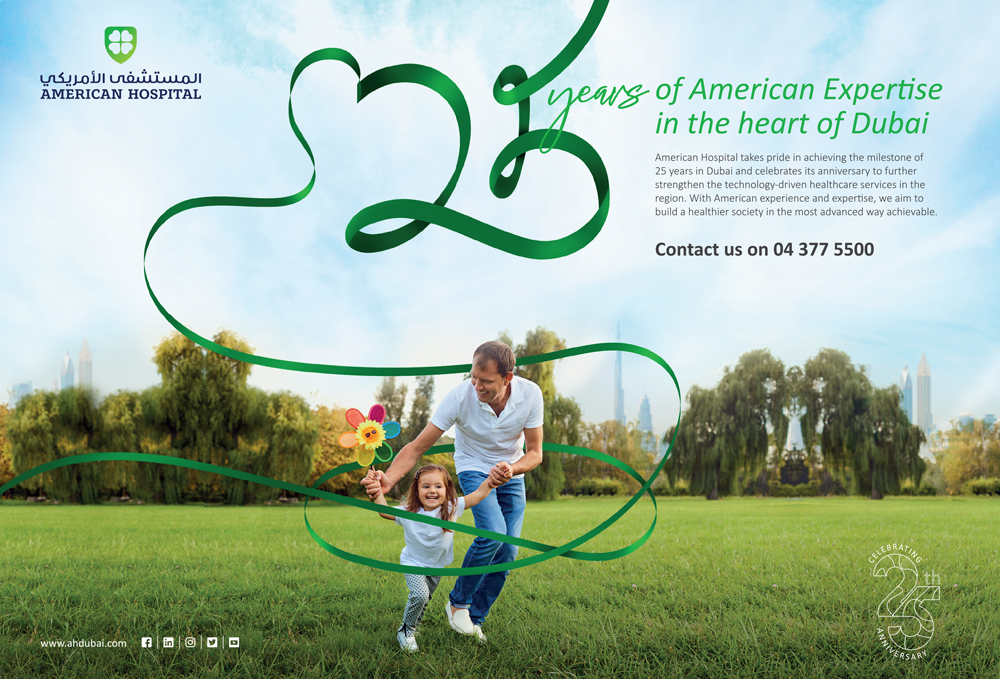 المستشفى الأمريكي
AMERICAN HOSPITAL
25 years of American Expertise
in the heart of Dubai
American Hospital takes pride in achieving the milestone of
25 years in Dubai and celebrates its anniversary to further
strengthen the technology-driven healthcare services in the
region. With American experience and expertise, we aim to
build a healthier society in the most advanced way achievable.
Contact us on 04 377 5500
CELEBRATING
25th
ANNIVERSARY
www.ahdubai.com